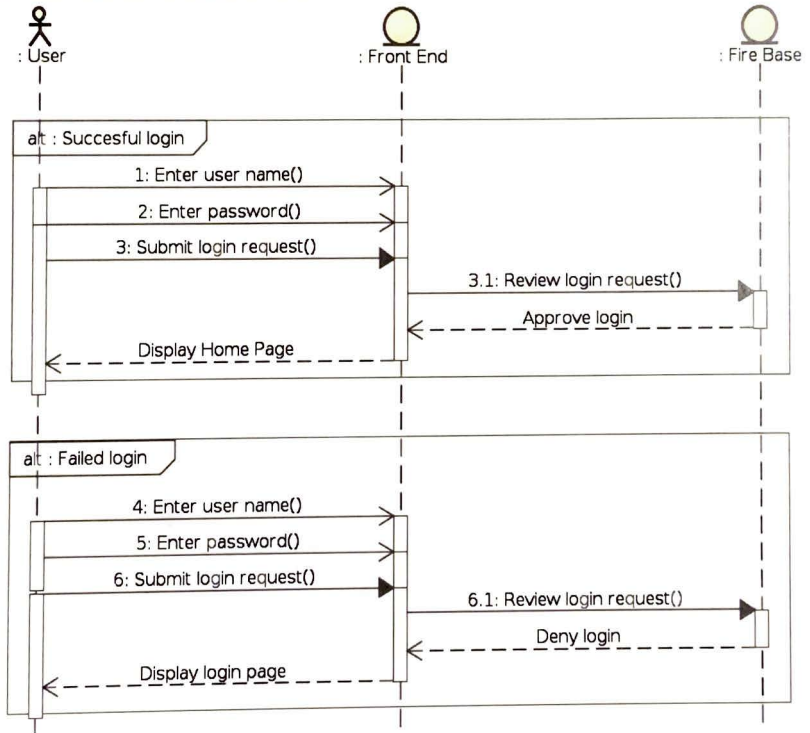 : User
: Front End
: Fire Base
alt : Succesful login
1: Enter user name()
2: Enter password()
3: Submit login request()
3.1: Review login request()
Approve login
Display Home Page
alt : Failed login
4: Enter user name()
5: Enter password()
6: Submit login request()
6.1: Review login request()
Deny login
Display login page